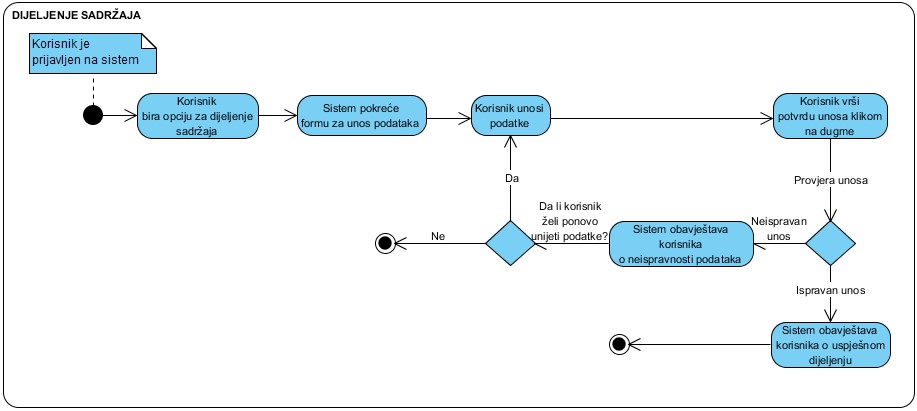 DIJELJENJE SADRŽAJA
Korisnik je
prijavljen na sistem
Korisnik
bira opciju za dijeljenje
sadržaja
Sistem pokreće
formu za unos podataka
Korisnik unosi
podatke
Korisnik vrši
potvrdu unosa klikom
na dugme
Provjera unosa
Neispravan
unos
Sistem obavještava
korisnika
o neispravnosti podataka
Da li korisnik
želi ponovo
unijeti podatke?
Da
Ne
Ispravan unos
Sistem obavještava
korisnika o uspješnom
dijeljenju